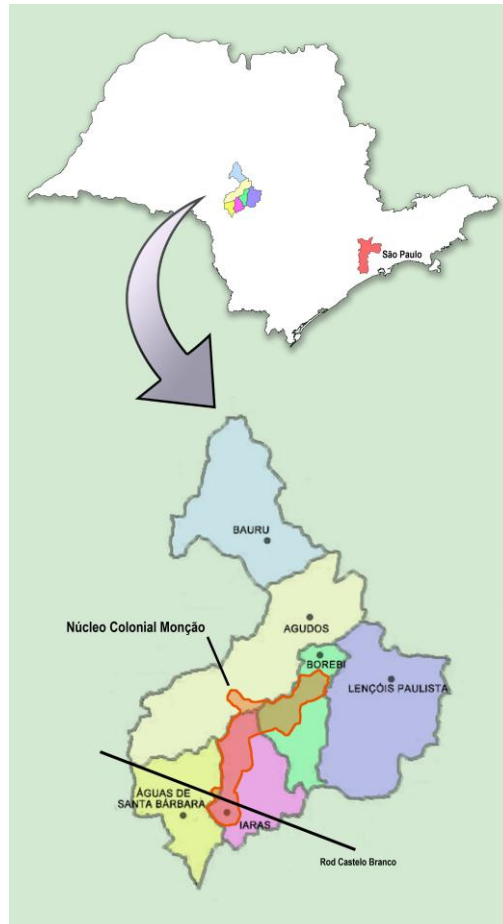 São Paulo
BAURU
Núcleo Colonial Monção
AGUDOS
BOREBI
LENÇÓIS PAULISTA
ÁGUAS DE
SANTA BÁRBARA
IARAS
Rod Castelo Branco